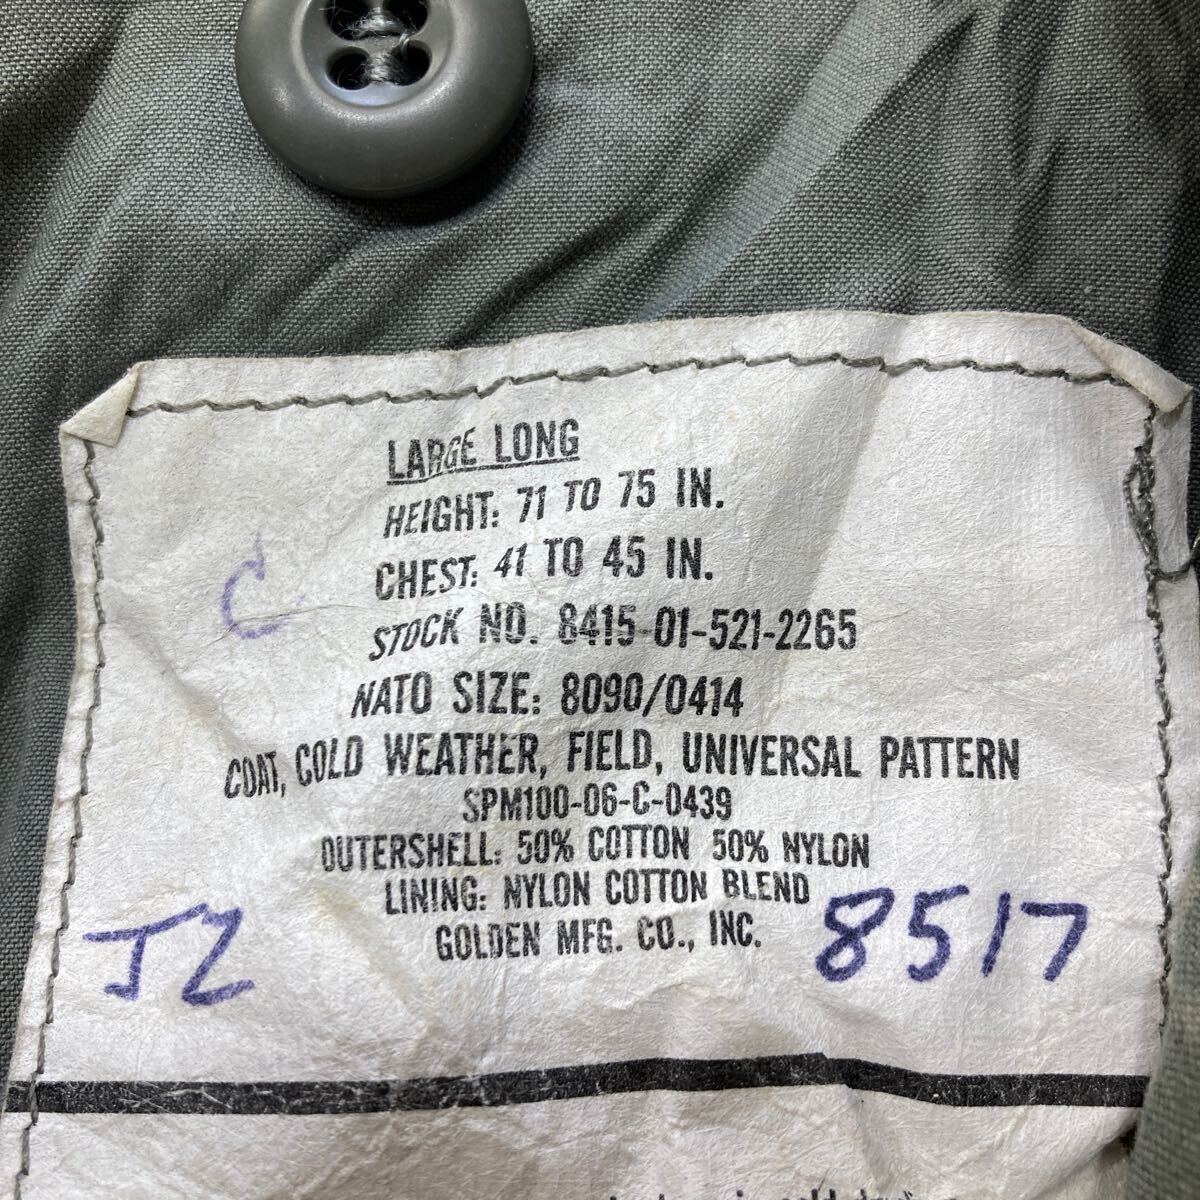 LARGE LONG
HEIGHT: 71 TO 75 IN.
CHEST: 41 TO 45 IN.
C
STOCK NO. 8415-01-521-2265
NATO SIZE: 8090/0414
COAT, COLD WEATHER, FIELD, UNIVERSAL PATTERN
SPM100-06-C-0439
OUTERSHELL: 50% COTTON 50% NYLON
LINING: NYLON COTTON BLEND
GOLDEN MFG. CO., INC.
JZ
8517